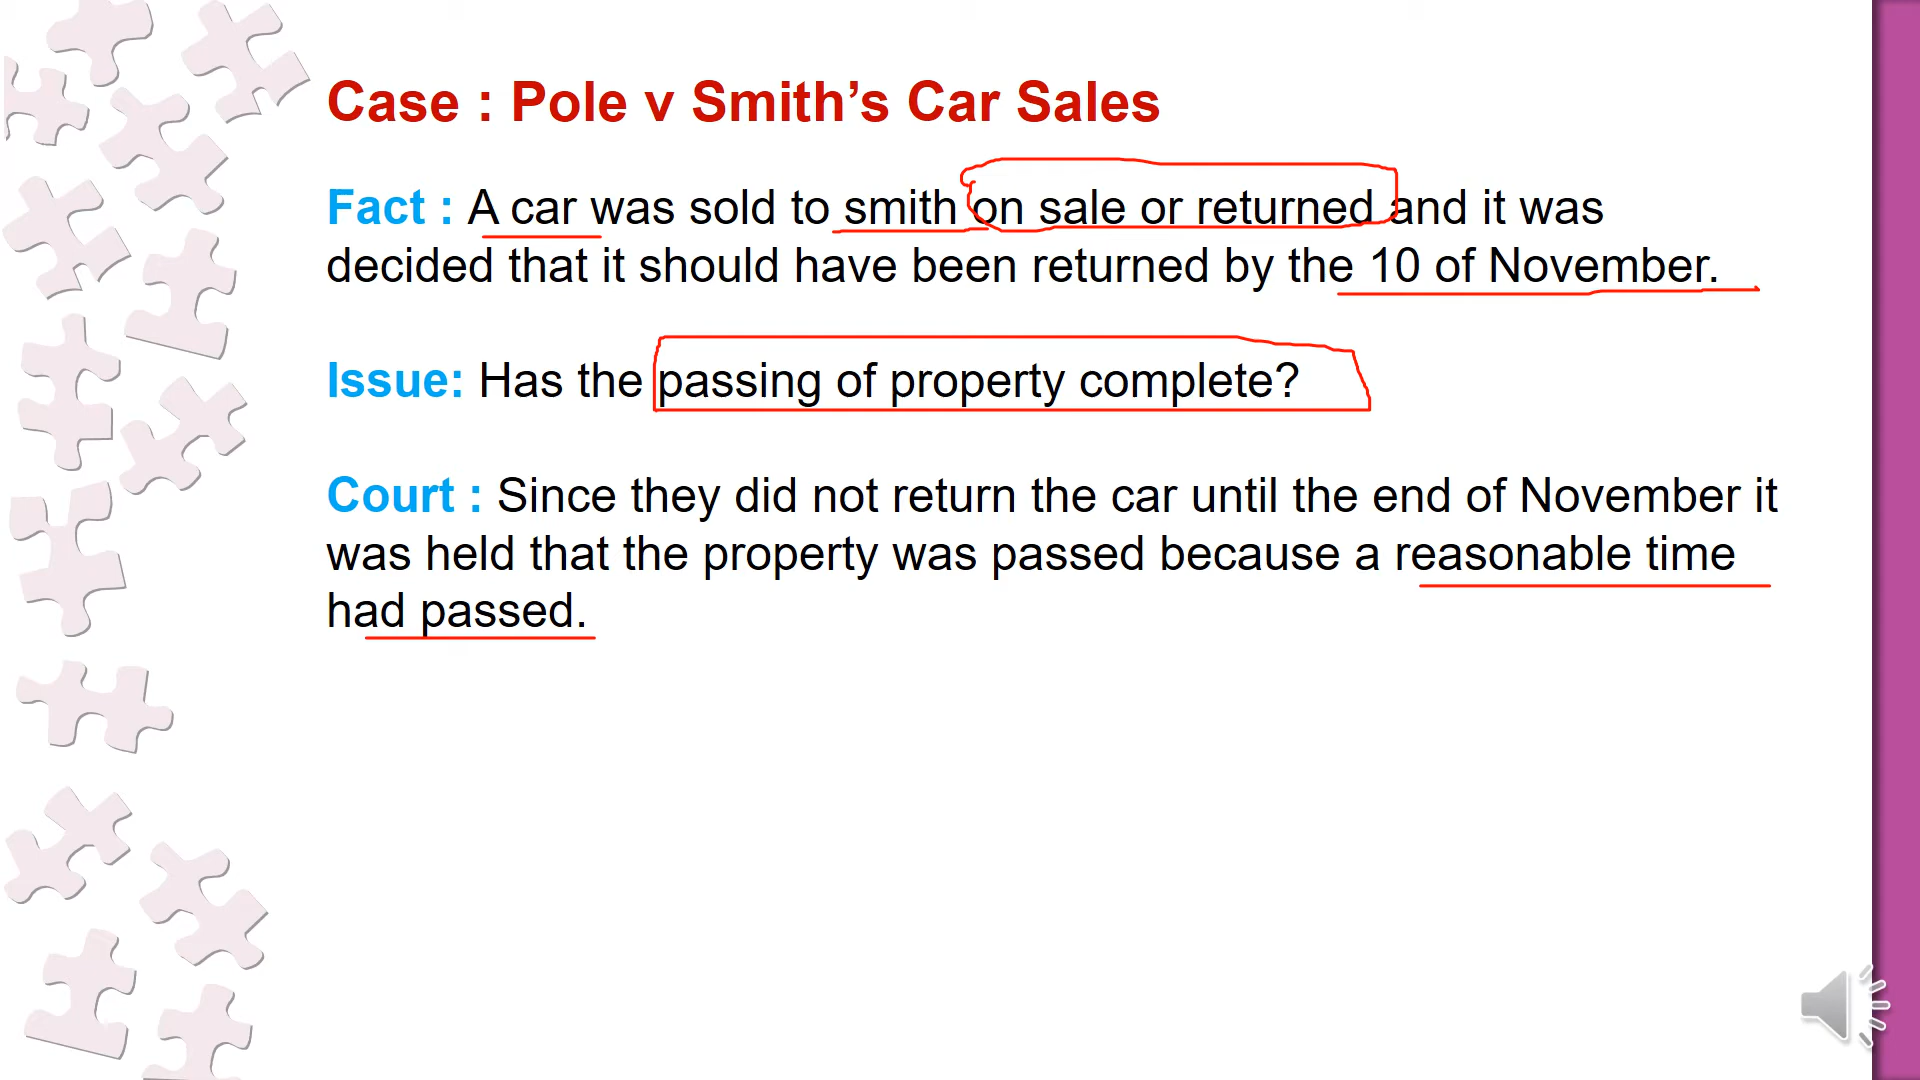 Case : Pole v Smith’s Car Sales
Fact : A car was sold to smith on sale or returned and it was
decided that it should have been returned by the 10 of November.
Issue: Has the passing of property complete?
Court : Since they did not return the car until the end of November it
was held that the property was passed because a reasonable time
had passed.